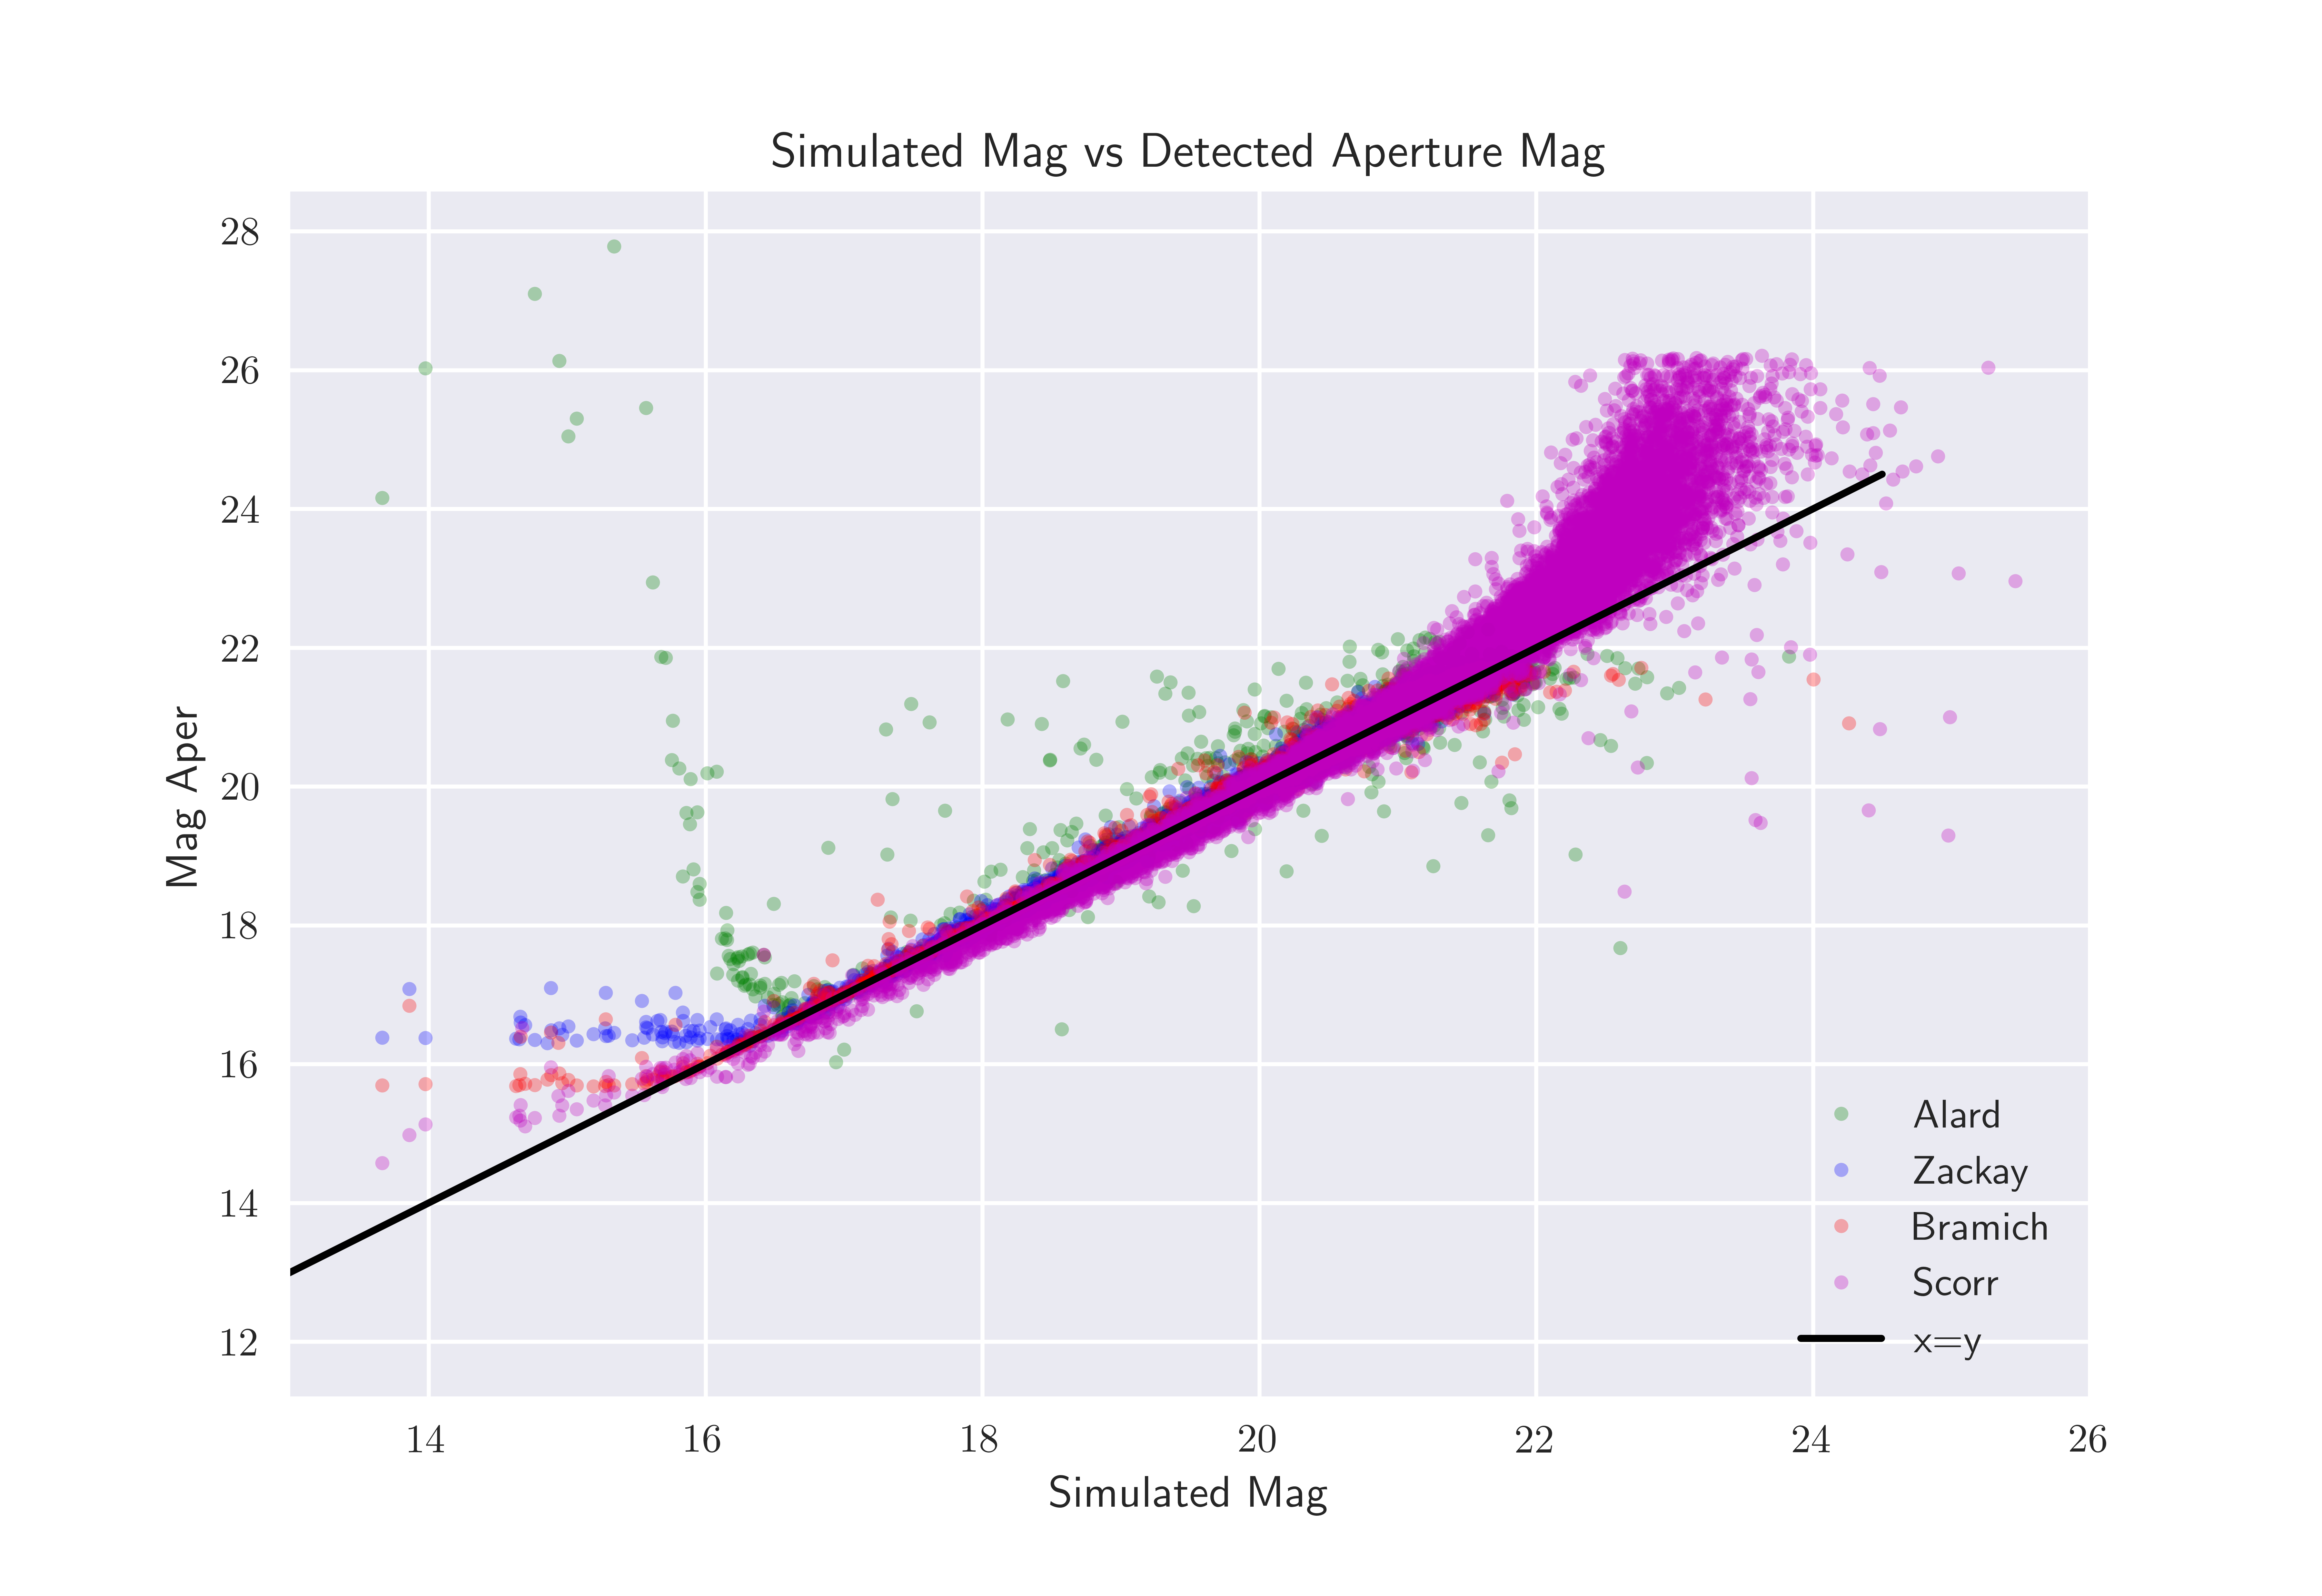 Simulated Mag vs Detected Aperture Mag
28
26
24
22
20
18
16
14
12
Mag Aper
Alard
Zackay
Bramich
Scorr
x=y
14 16 18 20 22 24 26
Simulated Mag